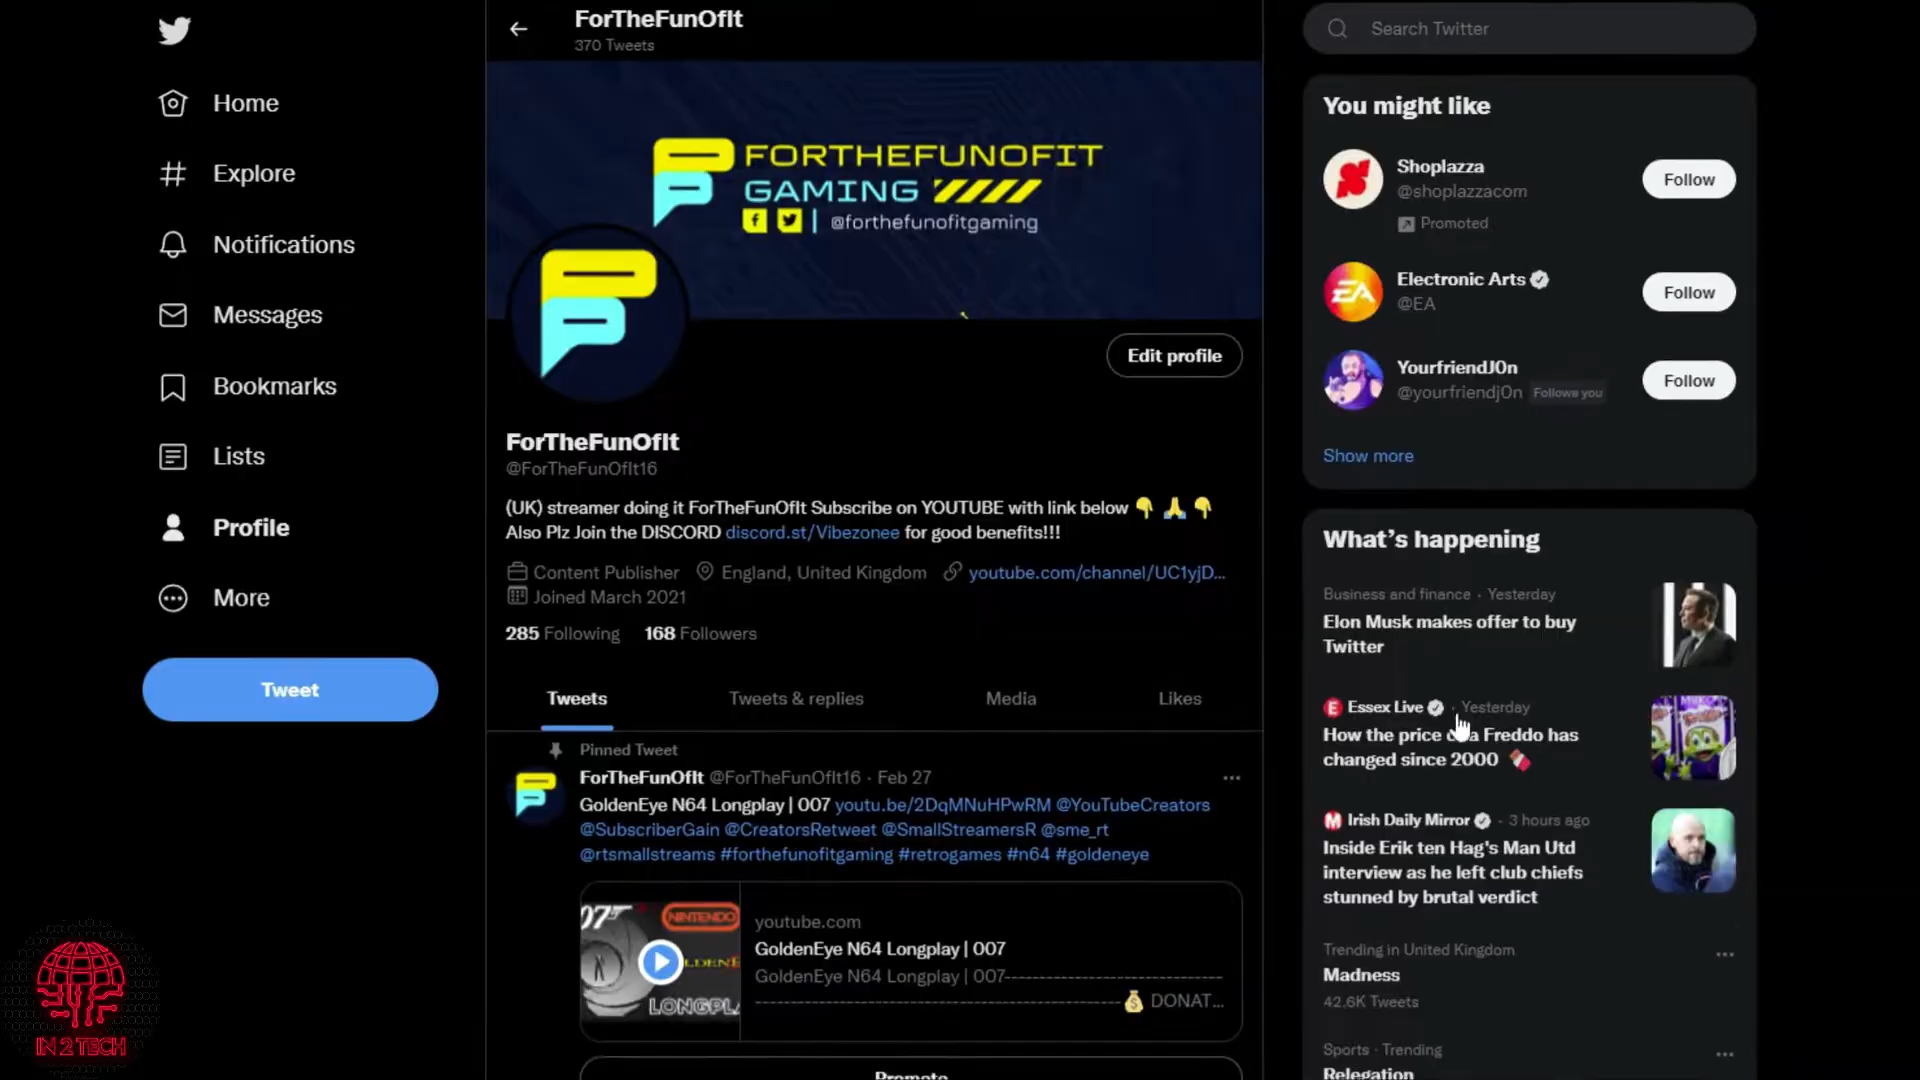 Home
Explore
Notifications
Messages
Bookmarks
Lists
Profile
More
Tweet
IN 2 TECH
ForTheFunOfIt
370 Tweets
FORTHEFUNOFIT
GAMING
@forthefunofitgaming
Edit profile
ForTheFunOfIt
@ForTheFunOfIt16
(UK) streamer doing it ForTheFunOfIt Subscribe on YOUTUBE with link below 👇 🙏 👇
Also Plz Join the DISCORD discord.st/Vibezonee for good benefits!!!
Content Publisher England, United Kingdom youtube.com/channel/UC1yjD...
Joined March 2021
285 Following 168 Followers
Tweets Tweets & replies Media Likes
Pinned Tweet
ForTheFunOfIt @ForTheFunOfIt16 · Feb 27
GoldenEye N64 Longplay | 007 youtu.be/2DqMNuHPwRM @YouTubeCreators
@SubscriberGain @CreatorsRetweet @SmallStreamersR @sme_rt
@rtsmallstreams #forthefunofitgaming #retrogames #n64 #goldeneye
007 NINTENDO
LDENE
LONGPLA
youtube.com
GoldenEye N64 Longplay | 007
GoldenEye N64 Longplay | 007-----------------------------
------------------------------------------------💰 DONAT...
Promote
Search Twitter
You might like
Shoplazza
@shoplazzacom
Promoted
Follow
EA
Electronic Arts
@EA
Follow
YourfriendJ0n
@yourfriendj0n Follows you
Follow
Show more
What's happening
Business and finance · Yesterday
Elon Musk makes offer to buy
Twitter
E Essex Live · Yesterday
How the price of a Freddo has
changed since 2000 🍫
M Irish Daily Mirror · 3 hours ago
Inside Erik ten Hag's Man Utd
interview as he left club chiefs
stunned by brutal verdict
Trending in United Kingdom
Madness
42.6K Tweets
Sports · Trending
Relegation